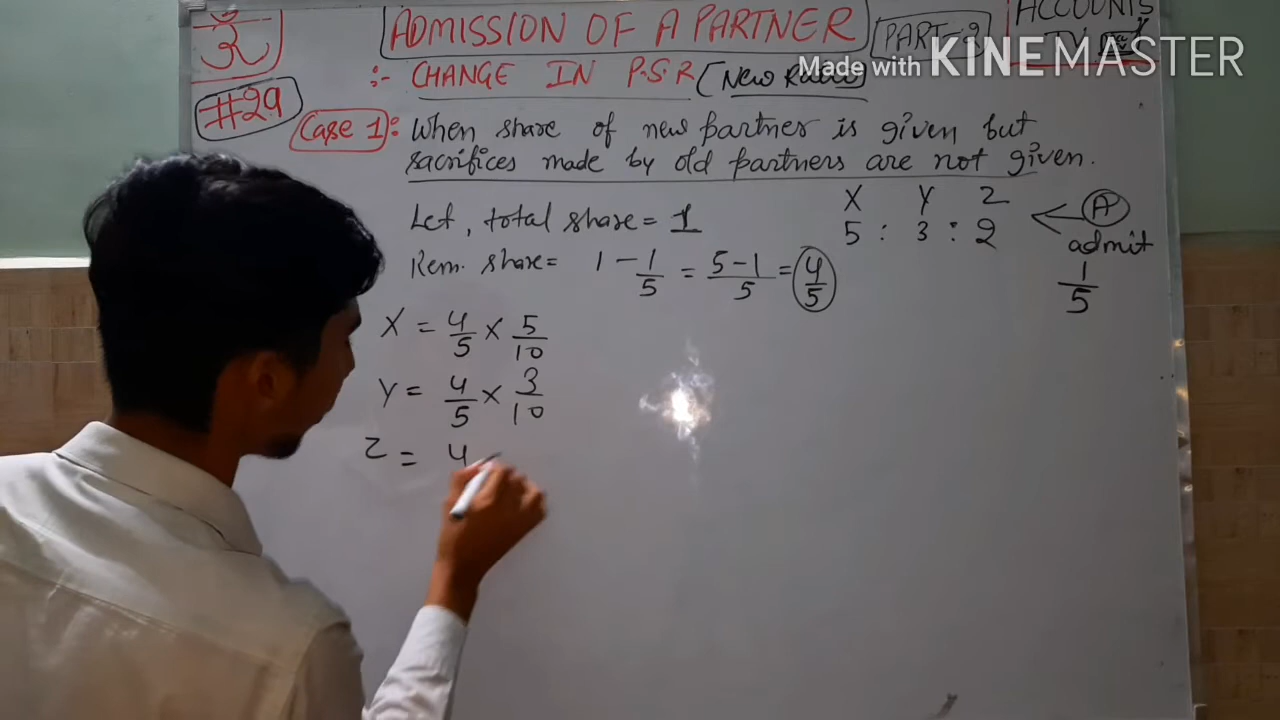 ॐ
ADMISSION OF A PARTNER
PART-3
ACCOUNTS
Made with KINEMASTER
:- CHANGE IN P.S.R (New Ratio)
#29
Case 1: When share of new partner is given but
sacrifices made by old partners are not given.
X Y Z
5 : 3 : 2
A
admit
1/5
Let, total share = 1
Rem. share = 1 - 1/5 = 5-1/5 = 4/5
X = 4/5 × 5/10
Y = 4/5 × 3/10
Z = 4